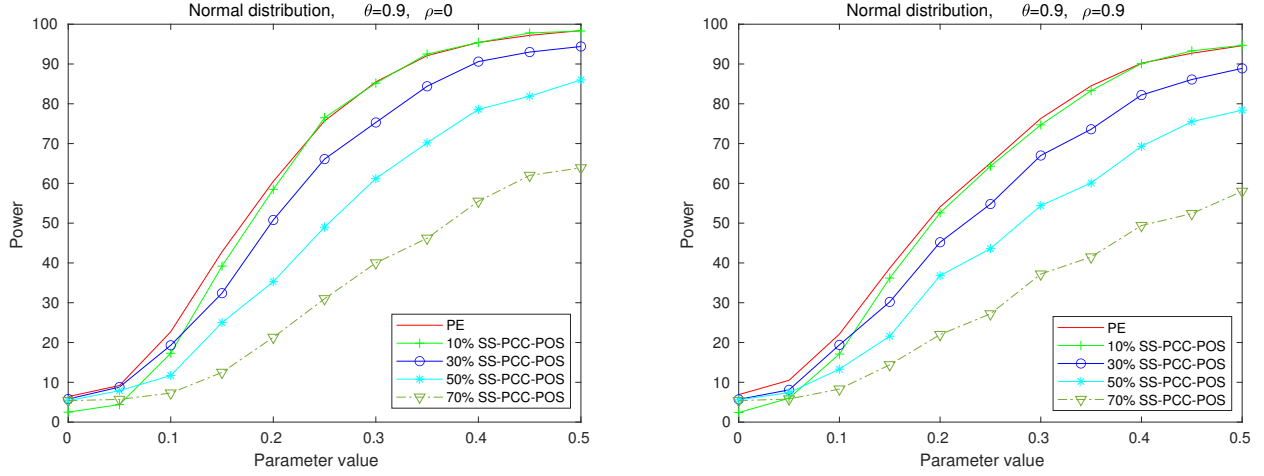 Normal distribution, θ=0.9, ρ=0
100
90
80
70
60
50
40
30
20
10
0
Power
0 0.1 0.2 0.3 0.4 0.5
Parameter value
PE
10% SS-PCC-POS
30% SS-PCC-POS
50% SS-PCC-POS
70% SS-PCC-POS
Normal distribution, θ=0.9, ρ=0.9
100
90
80
70
60
50
40
30
20
10
0
Power
0 0.1 0.2 0.3 0.4 0.5
Parameter value
PE
10% SS-PCC-POS
30% SS-PCC-POS
50% SS-PCC-POS
70% SS-PCC-POS